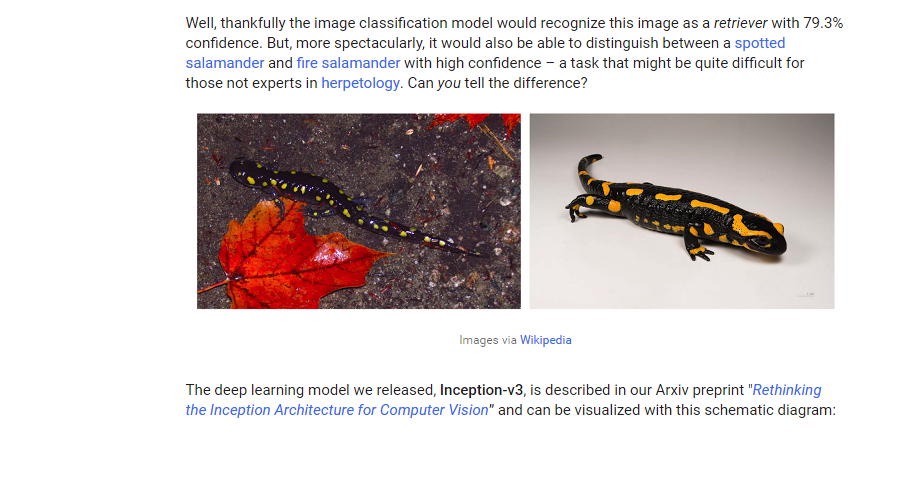 Well, thankfully the image classification model would recognize this image as a retriever with 79.3%
confidence. But, more spectacularly, it would also be able to distinguish between a spotted
salamander and fire salamander with high confidence – a task that might be quite difficult for
those not experts in herpetology. Can you tell the difference?
Images via Wikipedia
The deep learning model we released, Inception-v3, is described in our Arxiv preprint "Rethinking
the Inception Architecture for Computer Vision” and can be visualized with this schematic diagram: